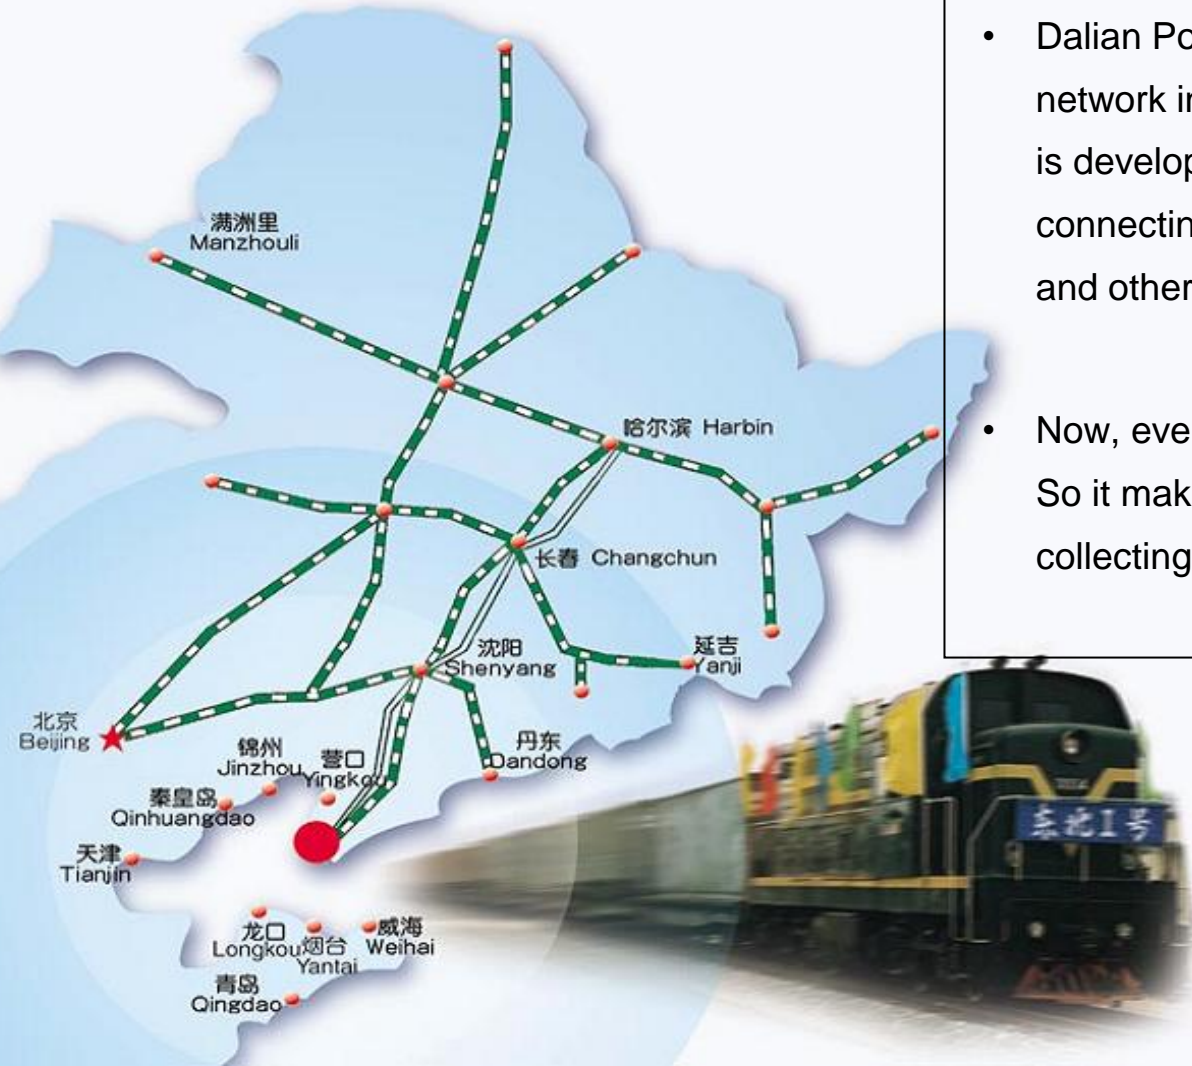 满洲里
Manzhouli
哈尔滨 Harbin
长春 Changchun
沈阳
Shenyang
延吉
Yanji
北京
Beijing
锦州
Jinzhou
营口
Yingkou
丹东
Dandong
秦皇岛
Qinhuangdao
天津
Tianjin
龙口
Longkou
烟台
Yantai
威海
Weihai
青岛
Qingdao
• Dalian Po
network i
is develop
connectin
and other
• Now, eve
So it mak
collecting
东北1号